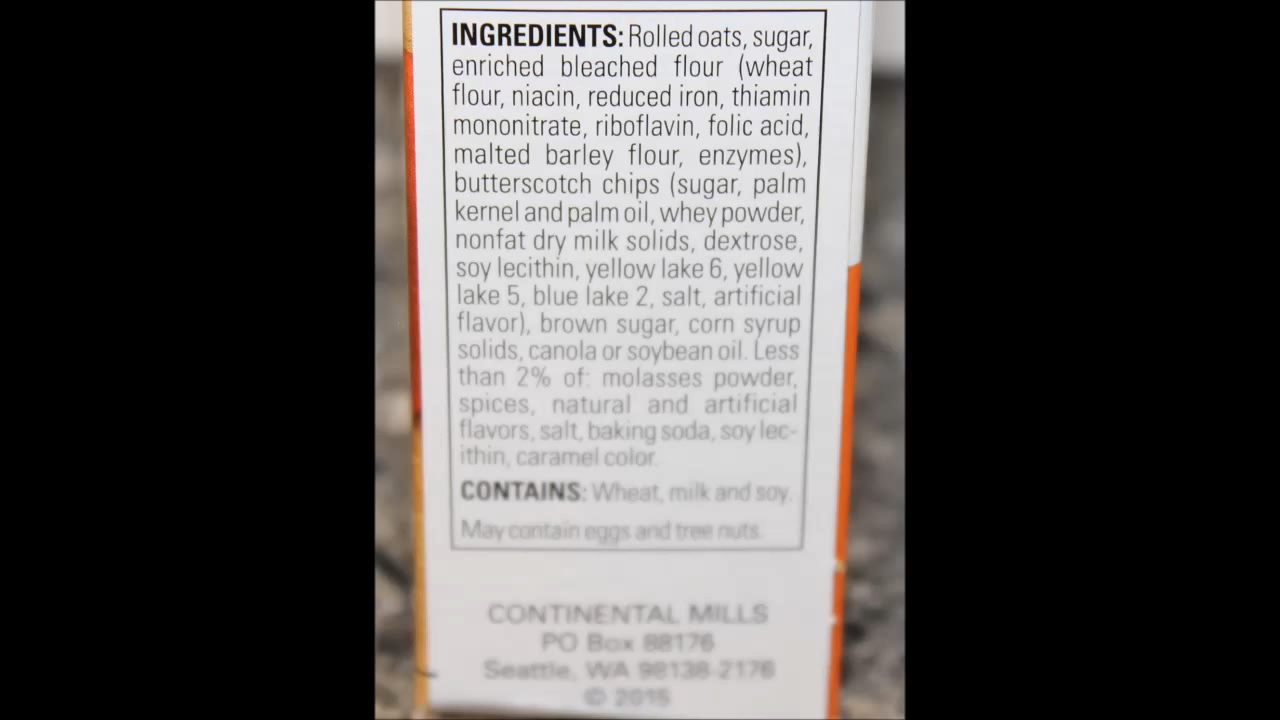 INGREDIENTS: Rolled oats, sugar,
enriched bleached flour (wheat
flour, niacin, reduced iron, thiamin
mononitrate, riboflavin, folic acid,
malted barley flour, enzymes),
butterscotch chips (sugar, palm
kernel and palm oil, whey powder,
nonfat dry milk solids, dextrose,
soy lecithin, yellow lake 6, yellow
lake 5, blue lake 2, salt, artificial
flavor), brown sugar, corn syrup
solids, canola or soybean oil. Less
than 2% of: molasses powder,
spices, natural and artificial
flavors, salt, baking soda, soy lec-
ithin, caramel color.
CONTAINS: Wheat, milk and soy.
May contain eggs and tree nuts.
CONTINENTAL MILLS
PO Box 88176
Seattle, WA 98138-2176
© 2015